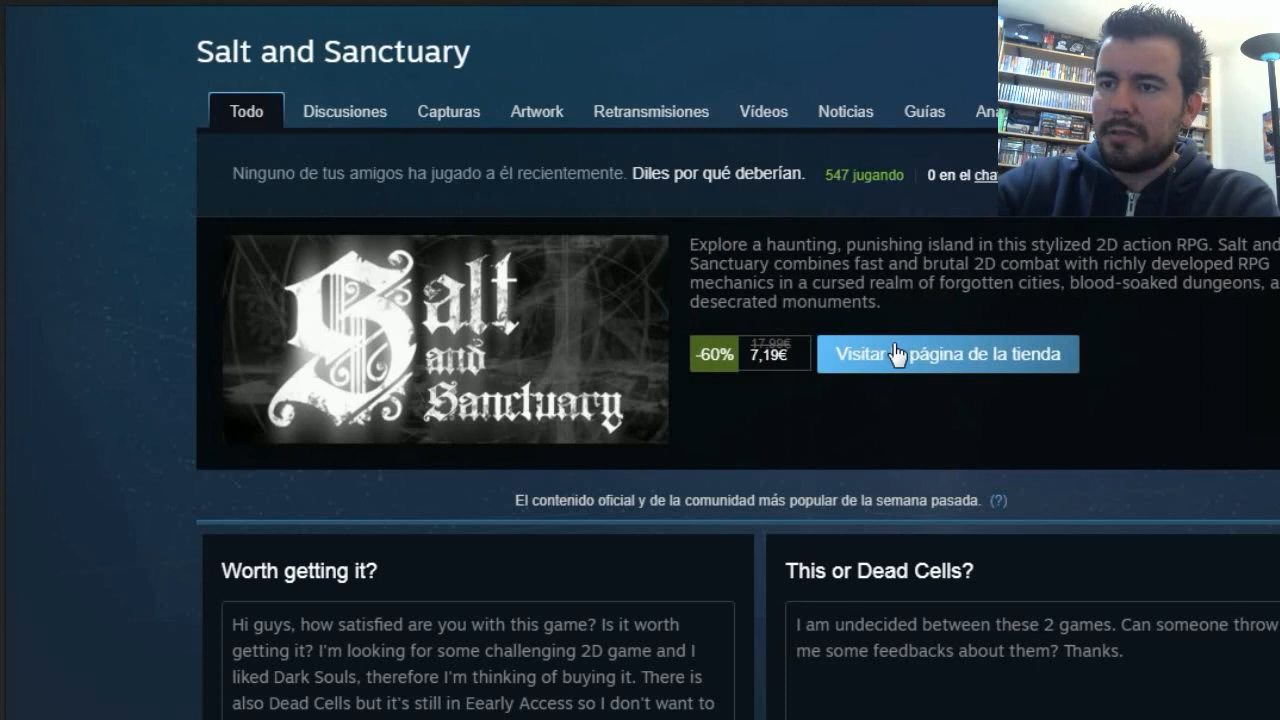 Salt and Sanctuary
Todo Discusiones Capturas Artwork Retransmisiones Vídeos Noticias Guías
Ninguno de tus amigos ha jugado a él recientemente. Diles por qué deberían. 547 jugando 0 en el
Salt
and
Sanctuary
Explore a haunting, punishing island in this stylized 2D action RPG. Salt and
Sanctuary combines fast and brutal 2D combat with richly developed RPG
mechanics in a cursed realm of forgotten cities, blood-soaked dungeons, a
desecrated monuments.
-60% 17,99€
7,19€
Visitar página de la tienda
El contenido oficial y de la comunidad más popular de la semana pasada. (?)
Worth getting it?
Hi guys, how satisfied are you with this game? Is it worth
getting it? I'm looking for some challenging 2D game and I
liked Dark Souls, therefore I'm thinking of buying it. There is
also Dead Cells but it's still in Eearly Access so I don't want to
This or Dead Cells?
I am undecided between these 2 games. Can someone throw
me some feedbacks about them? Thanks.